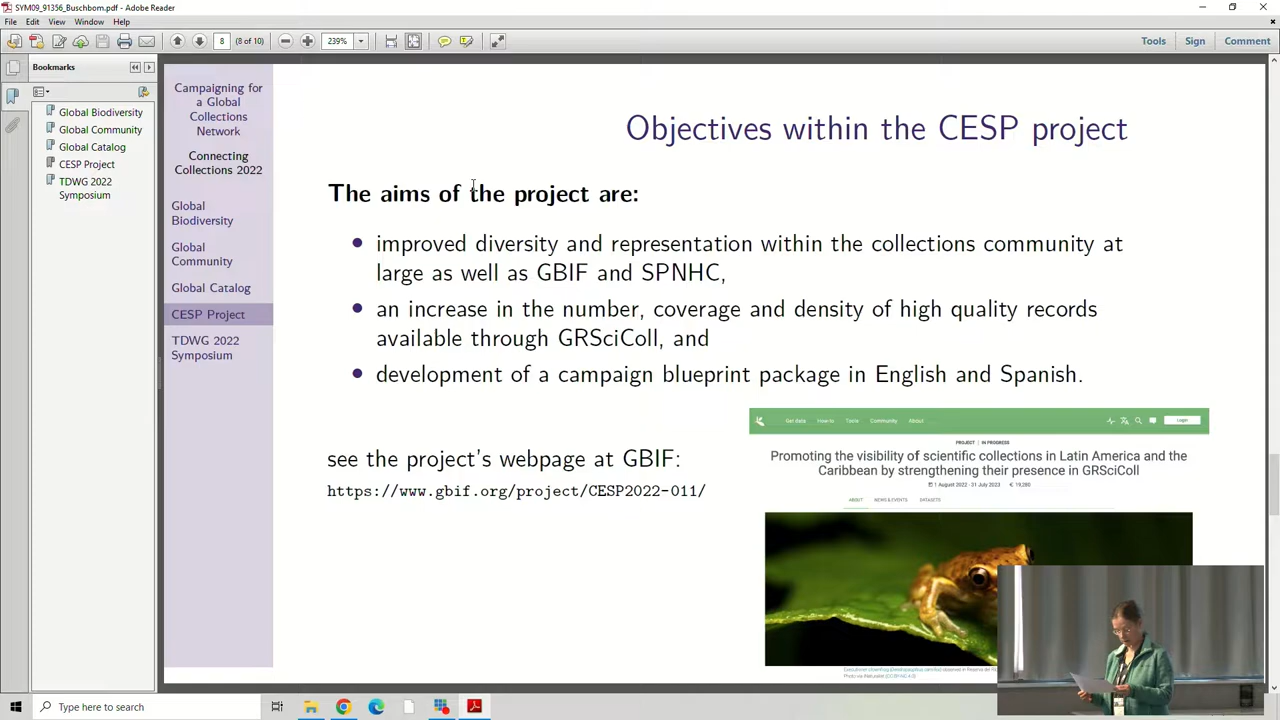 SYM09_91356_Buschbom.pdf - Adobe Reader
File Edit View Window Help
8 (8 of 10) 239% Tools Sign Comment
Bookmarks
Global Biodiversity
Global Community
Global Catalog
CESP Project
TDWG 2022
Symposium
Campaigning for
a Global
Collections
Network
Connecting
Collections 2022
Global
Biodiversity
Global
Community
Global Catalog
CESP Project
TDWG 2022
Symposium
Objectives within the CESP project
The aims of the project are:
improved diversity and representation within the collections community at
large as well as GBIF and SPNHC,
an increase in the number, coverage and density of high quality records
available through GRSciColl, and
development of a campaign blueprint package in English and Spanish.
see the project's webpage at GBIF:
https://www.gbif.org/project/CESP2022-011/
Get data How-to Tools Community About Login
PROJECT | IN PROGRESS
Promoting the visibility of scientific collections in Latin America and the
Caribbean by strengthening their presence in GRSciColl
1 August 2022 - 31 July 2023 € 19,280
ABOUT NEWS & EVENTS DATASETS
Type here to search